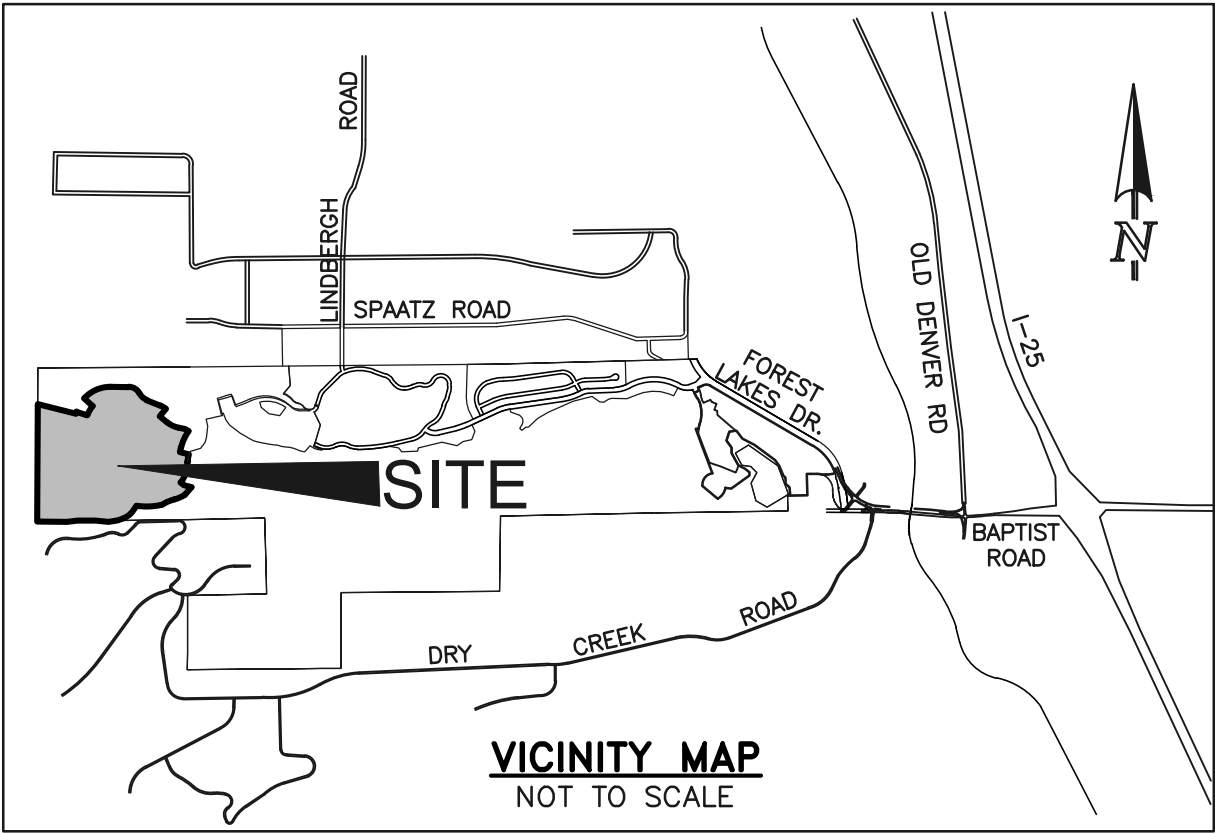 LINDBERGH ROAD
SPAATZ ROAD
FOREST
LAKES DR.
OLD DENVER RD
I-25
N
SITE
BAPTIST
ROAD
DRY CREEK ROAD
VICINITY MAP
NOT TO SCALE